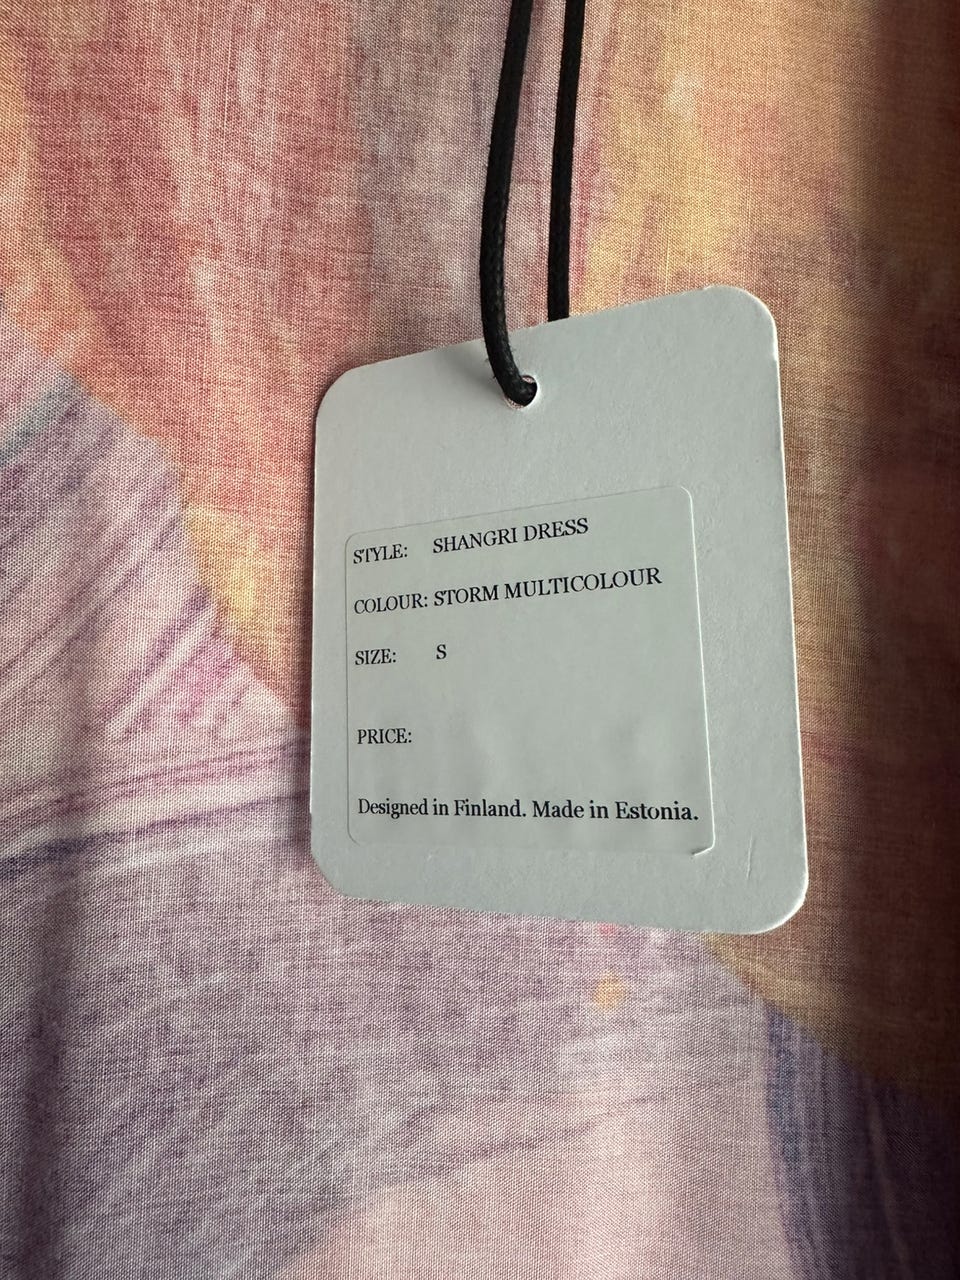 STYLE: SHANGRI DRESS
COLOUR: STORM MULTICOLOUR
SIZE: S
PRICE:
Designed in Finland. Made in Estonia.